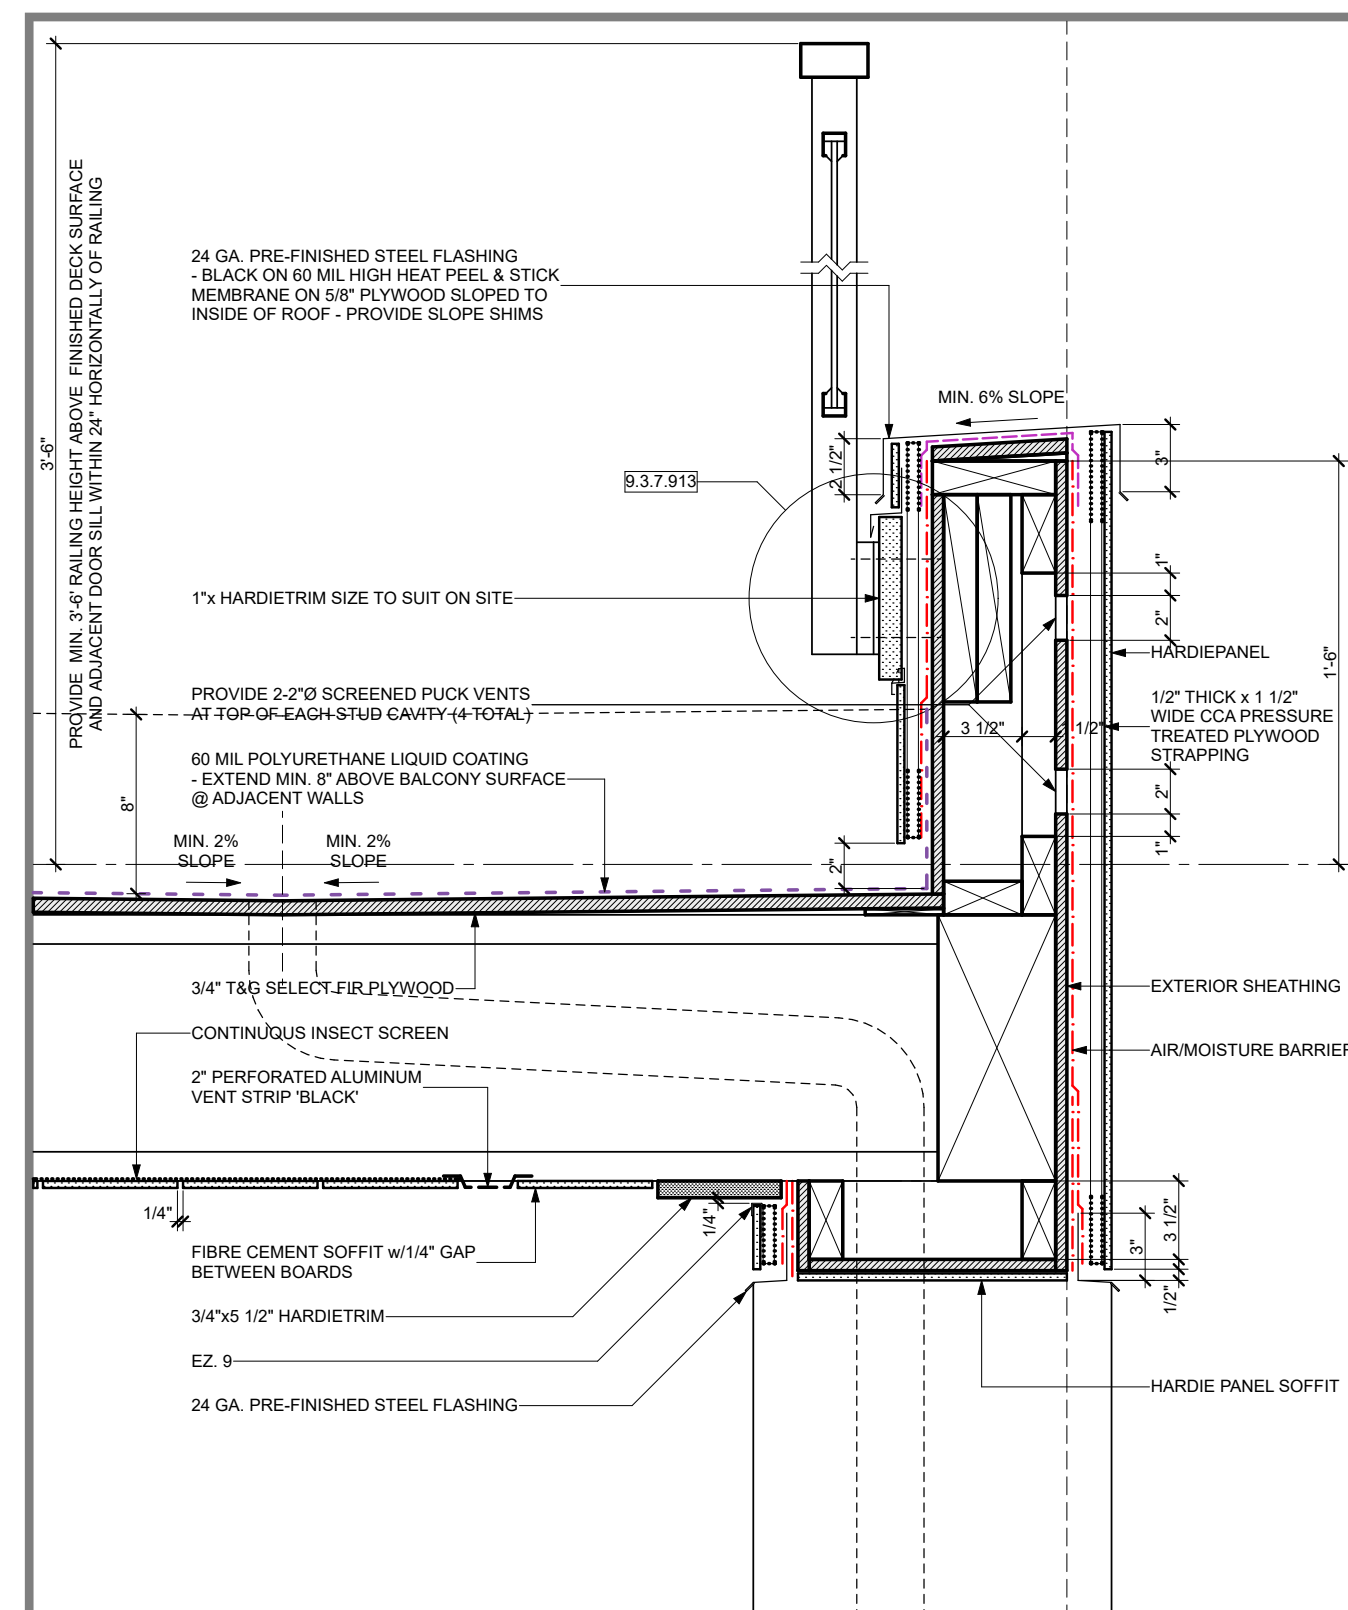 3'-6"
PROVIDE MIN. 3'-6' RAILING HEIGHT ABOVE FINISHED DECK SURFACE
AND ADJACENT DOOR SILL WITHIN 24" HORIZONTALLY OF RAILING
24 GA. PRE-FINISHED STEEL FLASHING
- BLACK ON 60 MIL HIGH HEAT PEEL & STICK
MEMBRANE ON 5/8" PLYWOOD SLOPED TO
INSIDE OF ROOF - PROVIDE SLOPE SHIMS
MIN. 6% SLOPE
2 1/2"
3"
9.3.7.913
1"
2"
1"x HARDIETRIM SIZE TO SUIT ON SITE
HARDIEPANEL
1'-6"
PROVIDE 2-2"Ø SCREENED PUCK VENTS
AT TOP OF EACH STUD CAVITY (4 TOTAL)
3 1/2"
1/2"
1/2" THICK x 1 1/2"
WIDE CCA PRESSURE
TREATED PLYWOOD
STRAPPING
60 MIL POLYURETHANE LIQUID COATING
- EXTEND MIN. 8" ABOVE BALCONY SURFACE
@ ADJACENT WALLS
8"
2"
1"
MIN. 2%
SLOPE
MIN. 2%
SLOPE
2"
3/4" T&G SELECT FIR PLYWOOD
EXTERIOR SHEATHING
CONTINUOUS INSECT SCREEN
AIR/MOISTURE BARRIER
2" PERFORATED ALUMINUM
VENT STRIP 'BLACK'
1/4"
1/4"
3 1/2"
3"
1/2"
FIBRE CEMENT SOFFIT w/1/4" GAP
BETWEEN BOARDS
3/4"x5 1/2" HARDIETRIM
EZ. 9
24 GA. PRE-FINISHED STEEL FLASHING
HARDIE PANEL SOFFIT